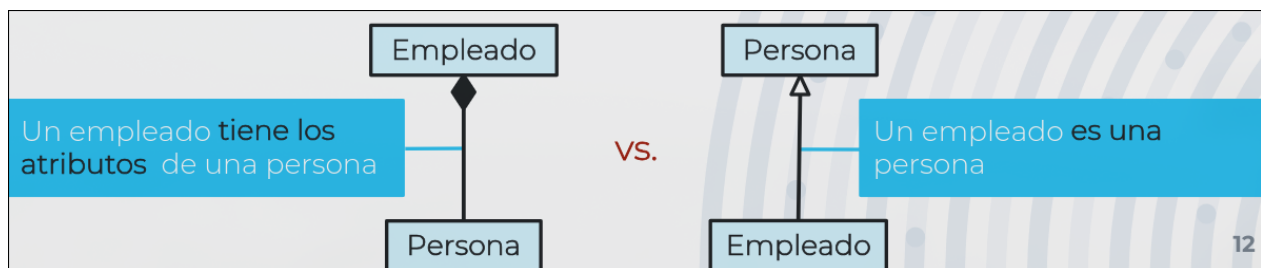 Empleado
Persona
Un empleado tiene los
atributos de una persona
vs.
Un empleado es una
persona
Persona
Empleado
12